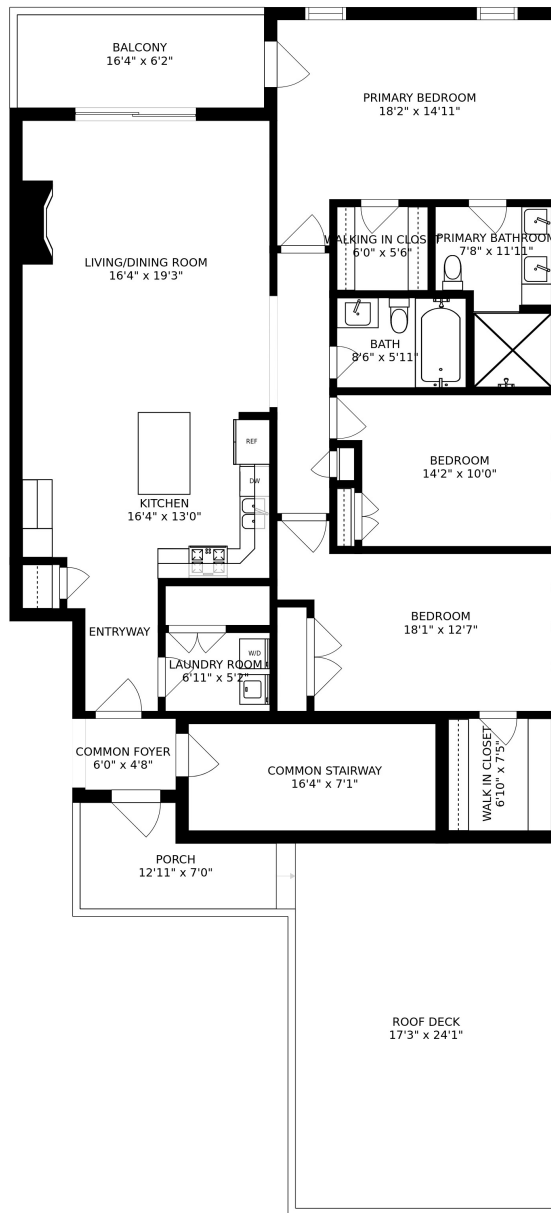 BALCONY
16'4" x 6'2"
PRIMARY BEDROOM
18'2" x 14'11"
WALKING IN CLOSET
6'0" x 5'6"
PRIMARY BATHROOM
7'8" x 11'11"
LIVING/DINING ROOM
16'4" x 19'3"
BATH
8'6" x 5'11"
REF
DW
BEDROOM
14'2" x 10'0"
KITCHEN
16'4" x 13'0"
BEDROOM
18'1" x 12'7"
ENTRYWAY
W/D
LAUNDRY ROOM
6'11" x 5'2"
COMMON FOYER
6'0" x 4'8"
COMMON STAIRWAY
16'4" x 7'1"
WALK IN CLOSET
6'10" x 7'5"
PORCH
12'11" x 7'0"
ROOF DECK
17'3" x 24'1"